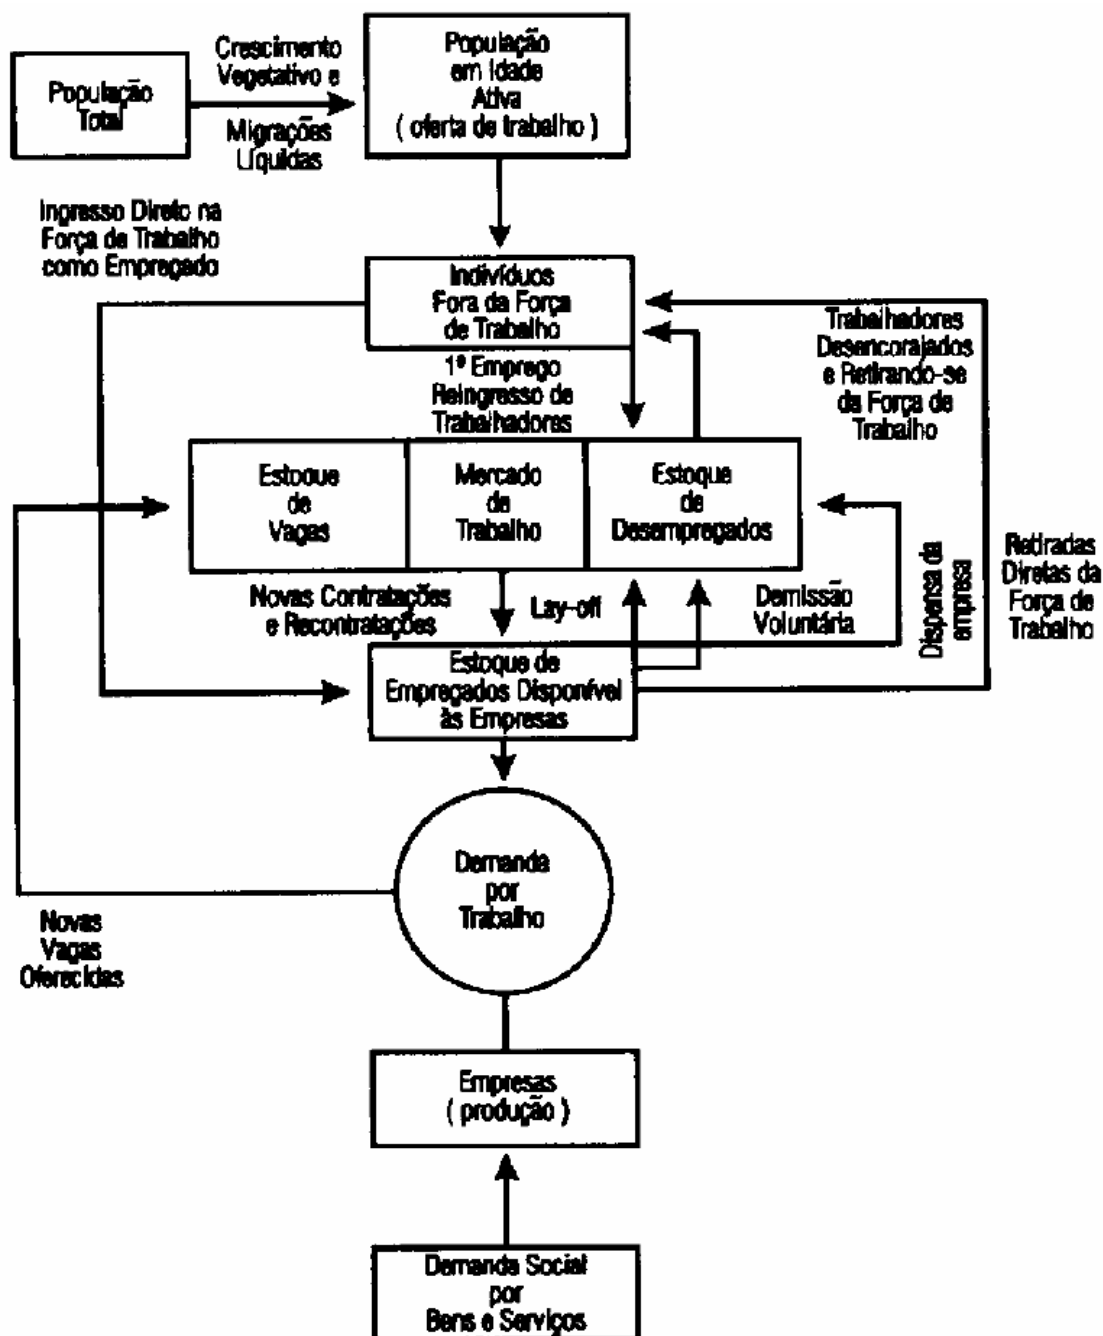 População
Total
Crescimento
Vegetativo e
Migrações
Líquidas
População
em Idade
Ativa
( oferta de trabalho )
Ingresso Direto na
Força de Trabalho
como Empregado
Indivíduos
Fora da Força
de Trabalho
1º Emprego
Reingresso de
Trabalhadores
Trabalhadores
Desencorajados
e Retirando-se
da Força de
Trabalho
Estoque
de
Vagas
Mercado
de
Trabalho
Estoque
de
Desempregados
Novas Contratações
e Recontratações
Lay-off
Demissão
Voluntária
Dispensa da
empresa
Retiradas
Diretas da
Força de
Trabalho
Estoque de
Empregados Disponível
às Empresas
Demanda
por
Trabalho
Novas
Vagas
Oferecidas
Empresas
( produção )
Demanda Social
por
Bens e Serviços